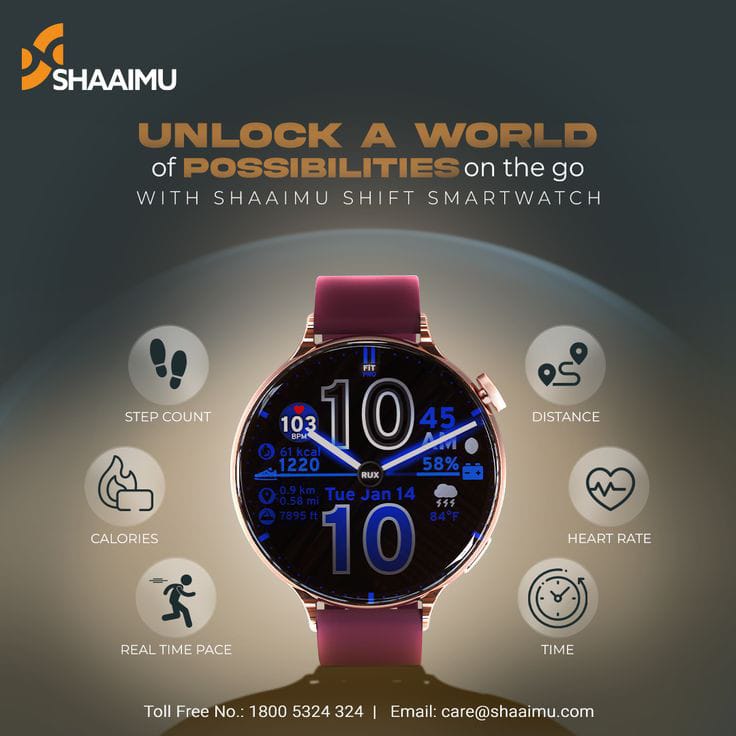 SHAAIMU
UNLOCK A WORLD
of POSSIBILITIES on the go
WITH SHAAIMU SHIFT SMARTWATCH
STEP COUNT
CALORIES
REAL TIME PACE
FIT
PRO
10
45
AM
103
BPM
61 kcal
1220
58%
RUX
0.9 km
0.58 mi
Tue Jan 14
7895 ft
10
84°F
DISTANCE
HEART RATE
TIME
Toll Free No.: 1800 5324 324 | Email: care@shaaimu.com